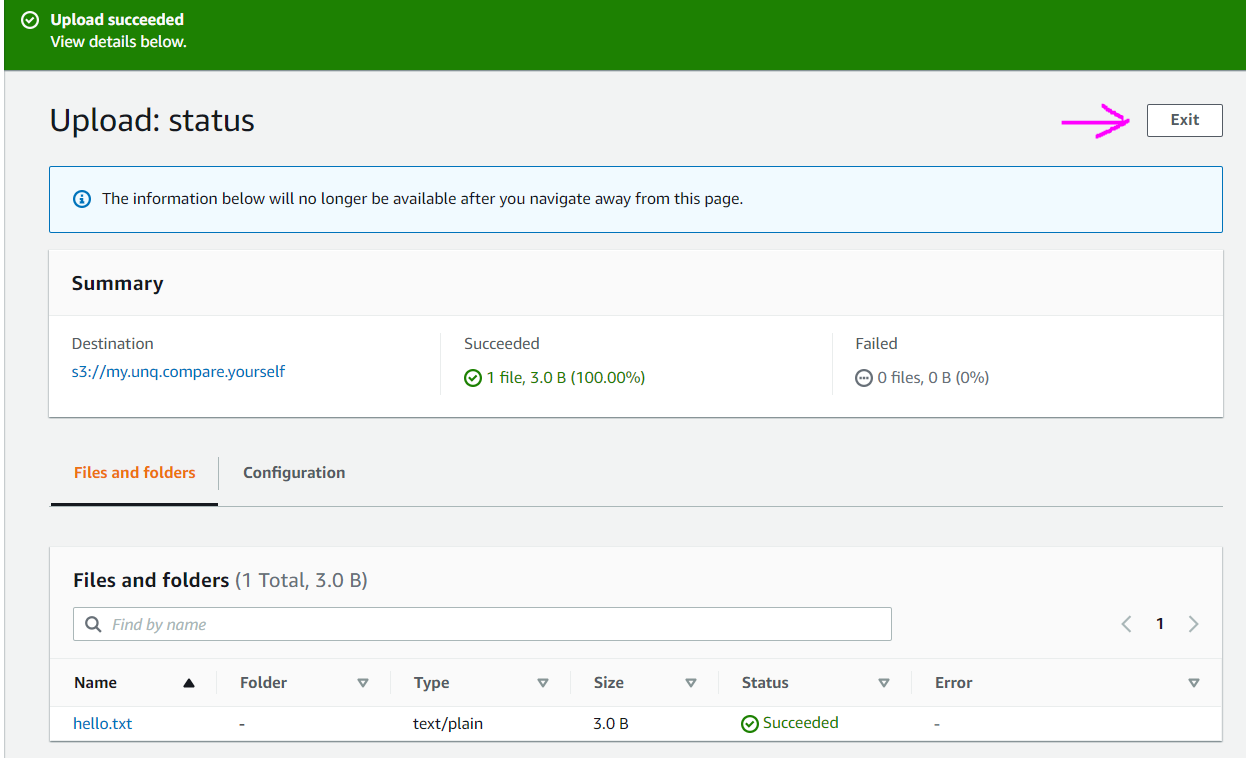 Upload succeeded
View details below.
Upload: status
Exit
The information below will no longer be available after you navigate away from this page.
Summary
Destination Succeeded Failed
s3://my.unq.compare.yourself 1 file, 3.0 B (100.00%) 0 files, 0 B (0%)
Files and folders Configuration
Files and folders (1 Total, 3.0 B)
Find by name 1
Name Folder Type Size Status Error
hello.txt - text/plain 3.0 B Succeeded -